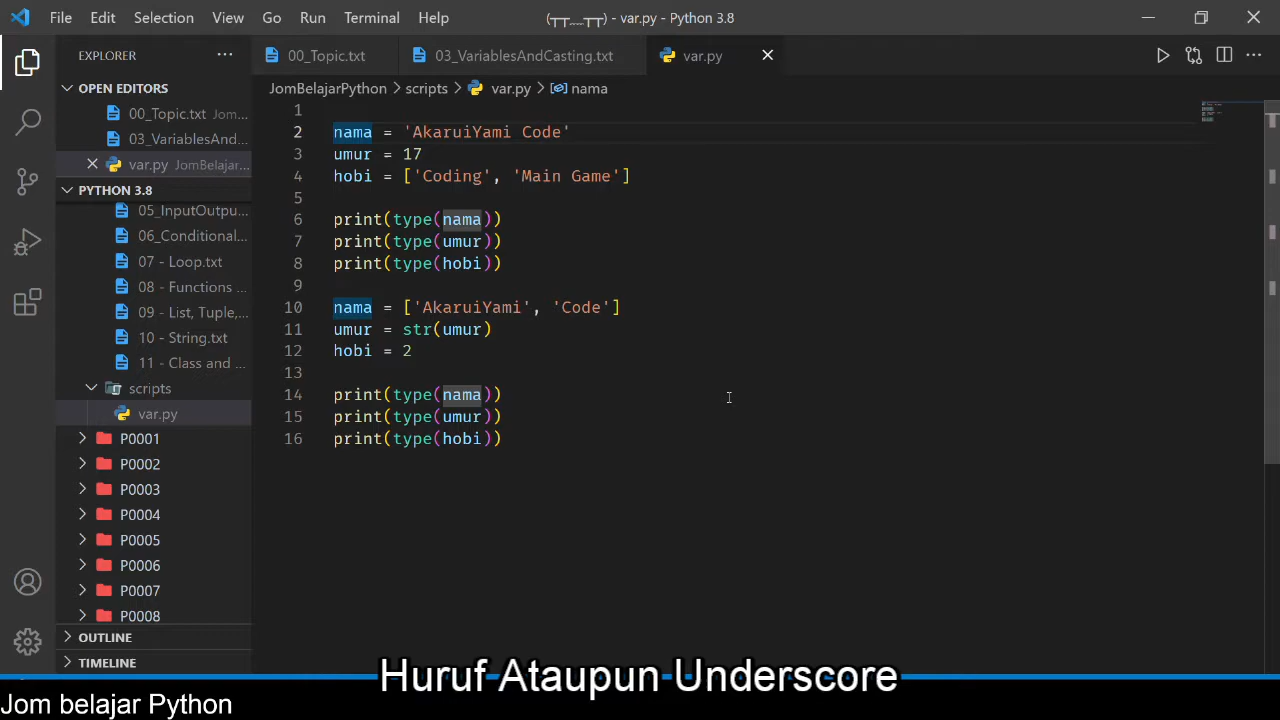 File Edit Selection View Go Run Terminal Help (┬┬﹏┬┬) - var.py - Python 3.8
EXPLORER ···
00_Topic.txt 03_VariablesAndCasting.txt var.py
OPEN EDITORS
00_Topic.txt Jom...
03_VariablesAnd...
var.py JomBelajar...
PYTHON 3.8
05_InputOutpu...
06_Conditional...
07 - Loop.txt
08 - Functions ...
09 - List, Tuple,...
10 - String.txt
11 - Class and ...
scripts
var.py
P0001
P0002
P0003
P0004
P0005
P0006
P0007
P0008
OUTLINE
TIMELINE
JomBelajarPython > scripts > var.py > nama
1
2 nama = 'AkaruiYami Code'
3 umur = 17
4 hobi = ['Coding', 'Main Game']
5
6 print(type(nama))
7 print(type(umur))
8 print(type(hobi))
9
10 nama = ['AkaruiYami', 'Code']
11 umur = str(umur)
12 hobi = 2
13
14 print(type(nama))
15 print(type(umur))
16 print(type(hobi))
Huruf Ataupun Underscore
Jom belajar Python